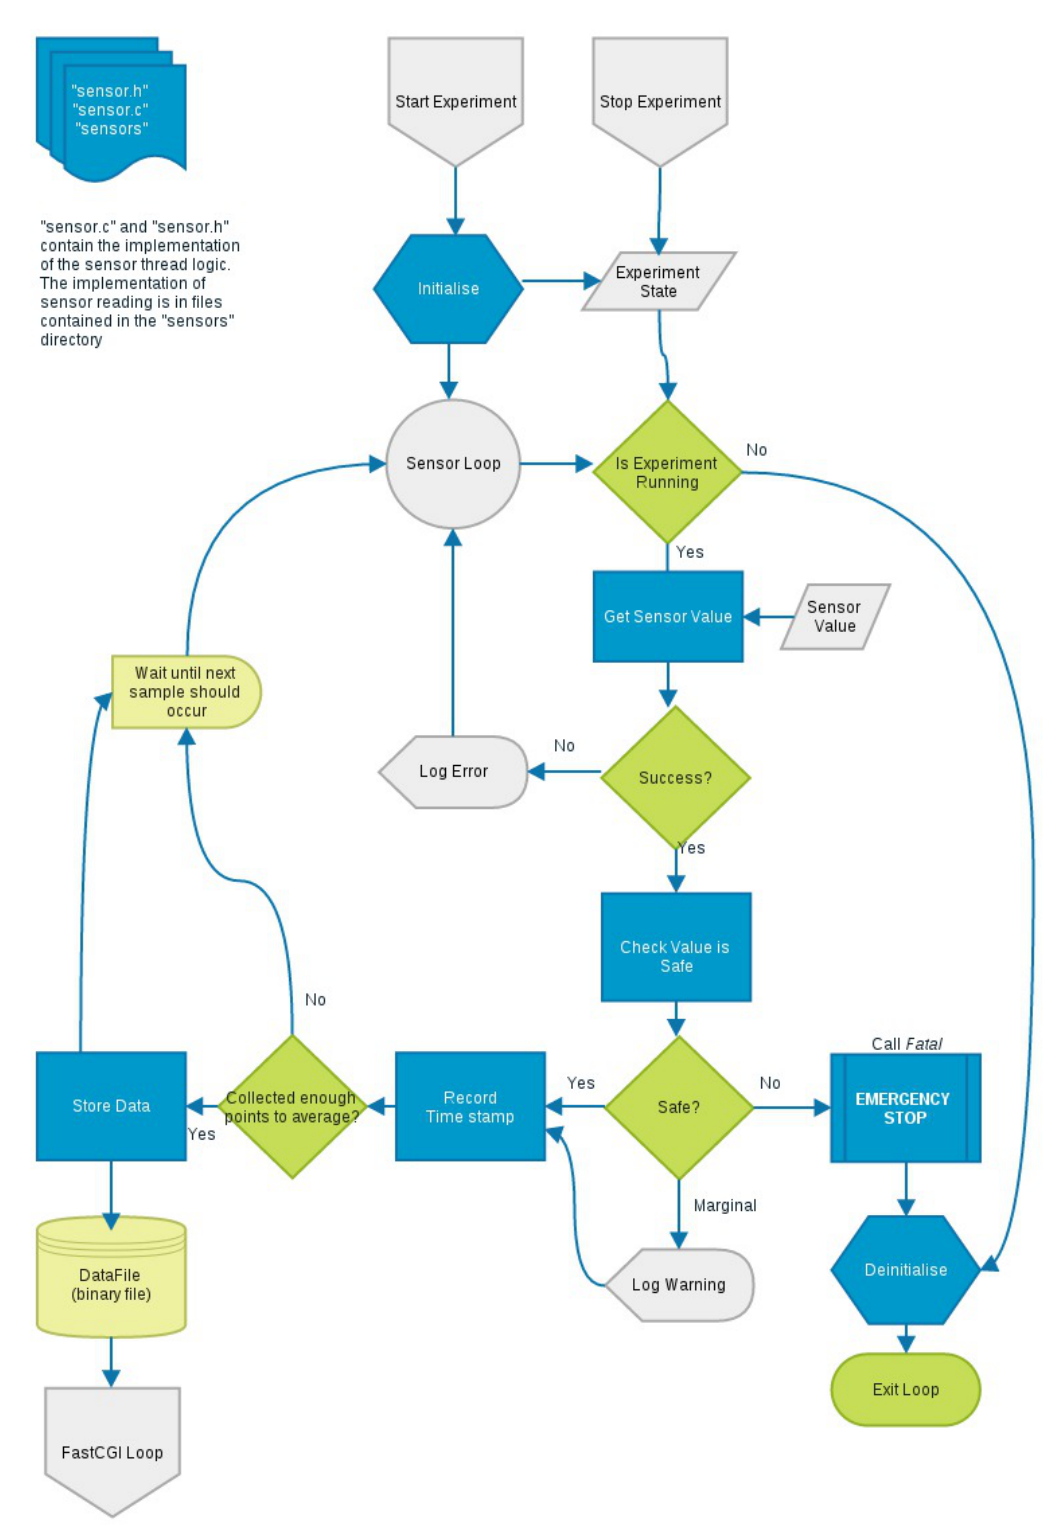 "sensor.h"
"sensor.c"
"sensors"
Start Experiment
Stop Experiment
"sensor.c" and "sensor.h"
contain the implementation
of the sensor thread logic.
The implementation of
sensor reading is in files
contained in the "sensors"
directory
Initialise
Experiment
State
Sensor Loop
Is Experiment
Running
No
Yes
Get Sensor Value
Sensor
Value
Wait until next
sample should
occur
Log Error
No
Success?
Yes
Check Value is
Safe
No
Store Data
Yes
Collected enough
points to average?
Record
Time stamp
Yes
Safe?
No
Call Fatal
EMERGENCY
STOP
Marginal
Log Warning
Deinitialise
DataFile
(binary file)
Exit Loop
FastCGI Loop